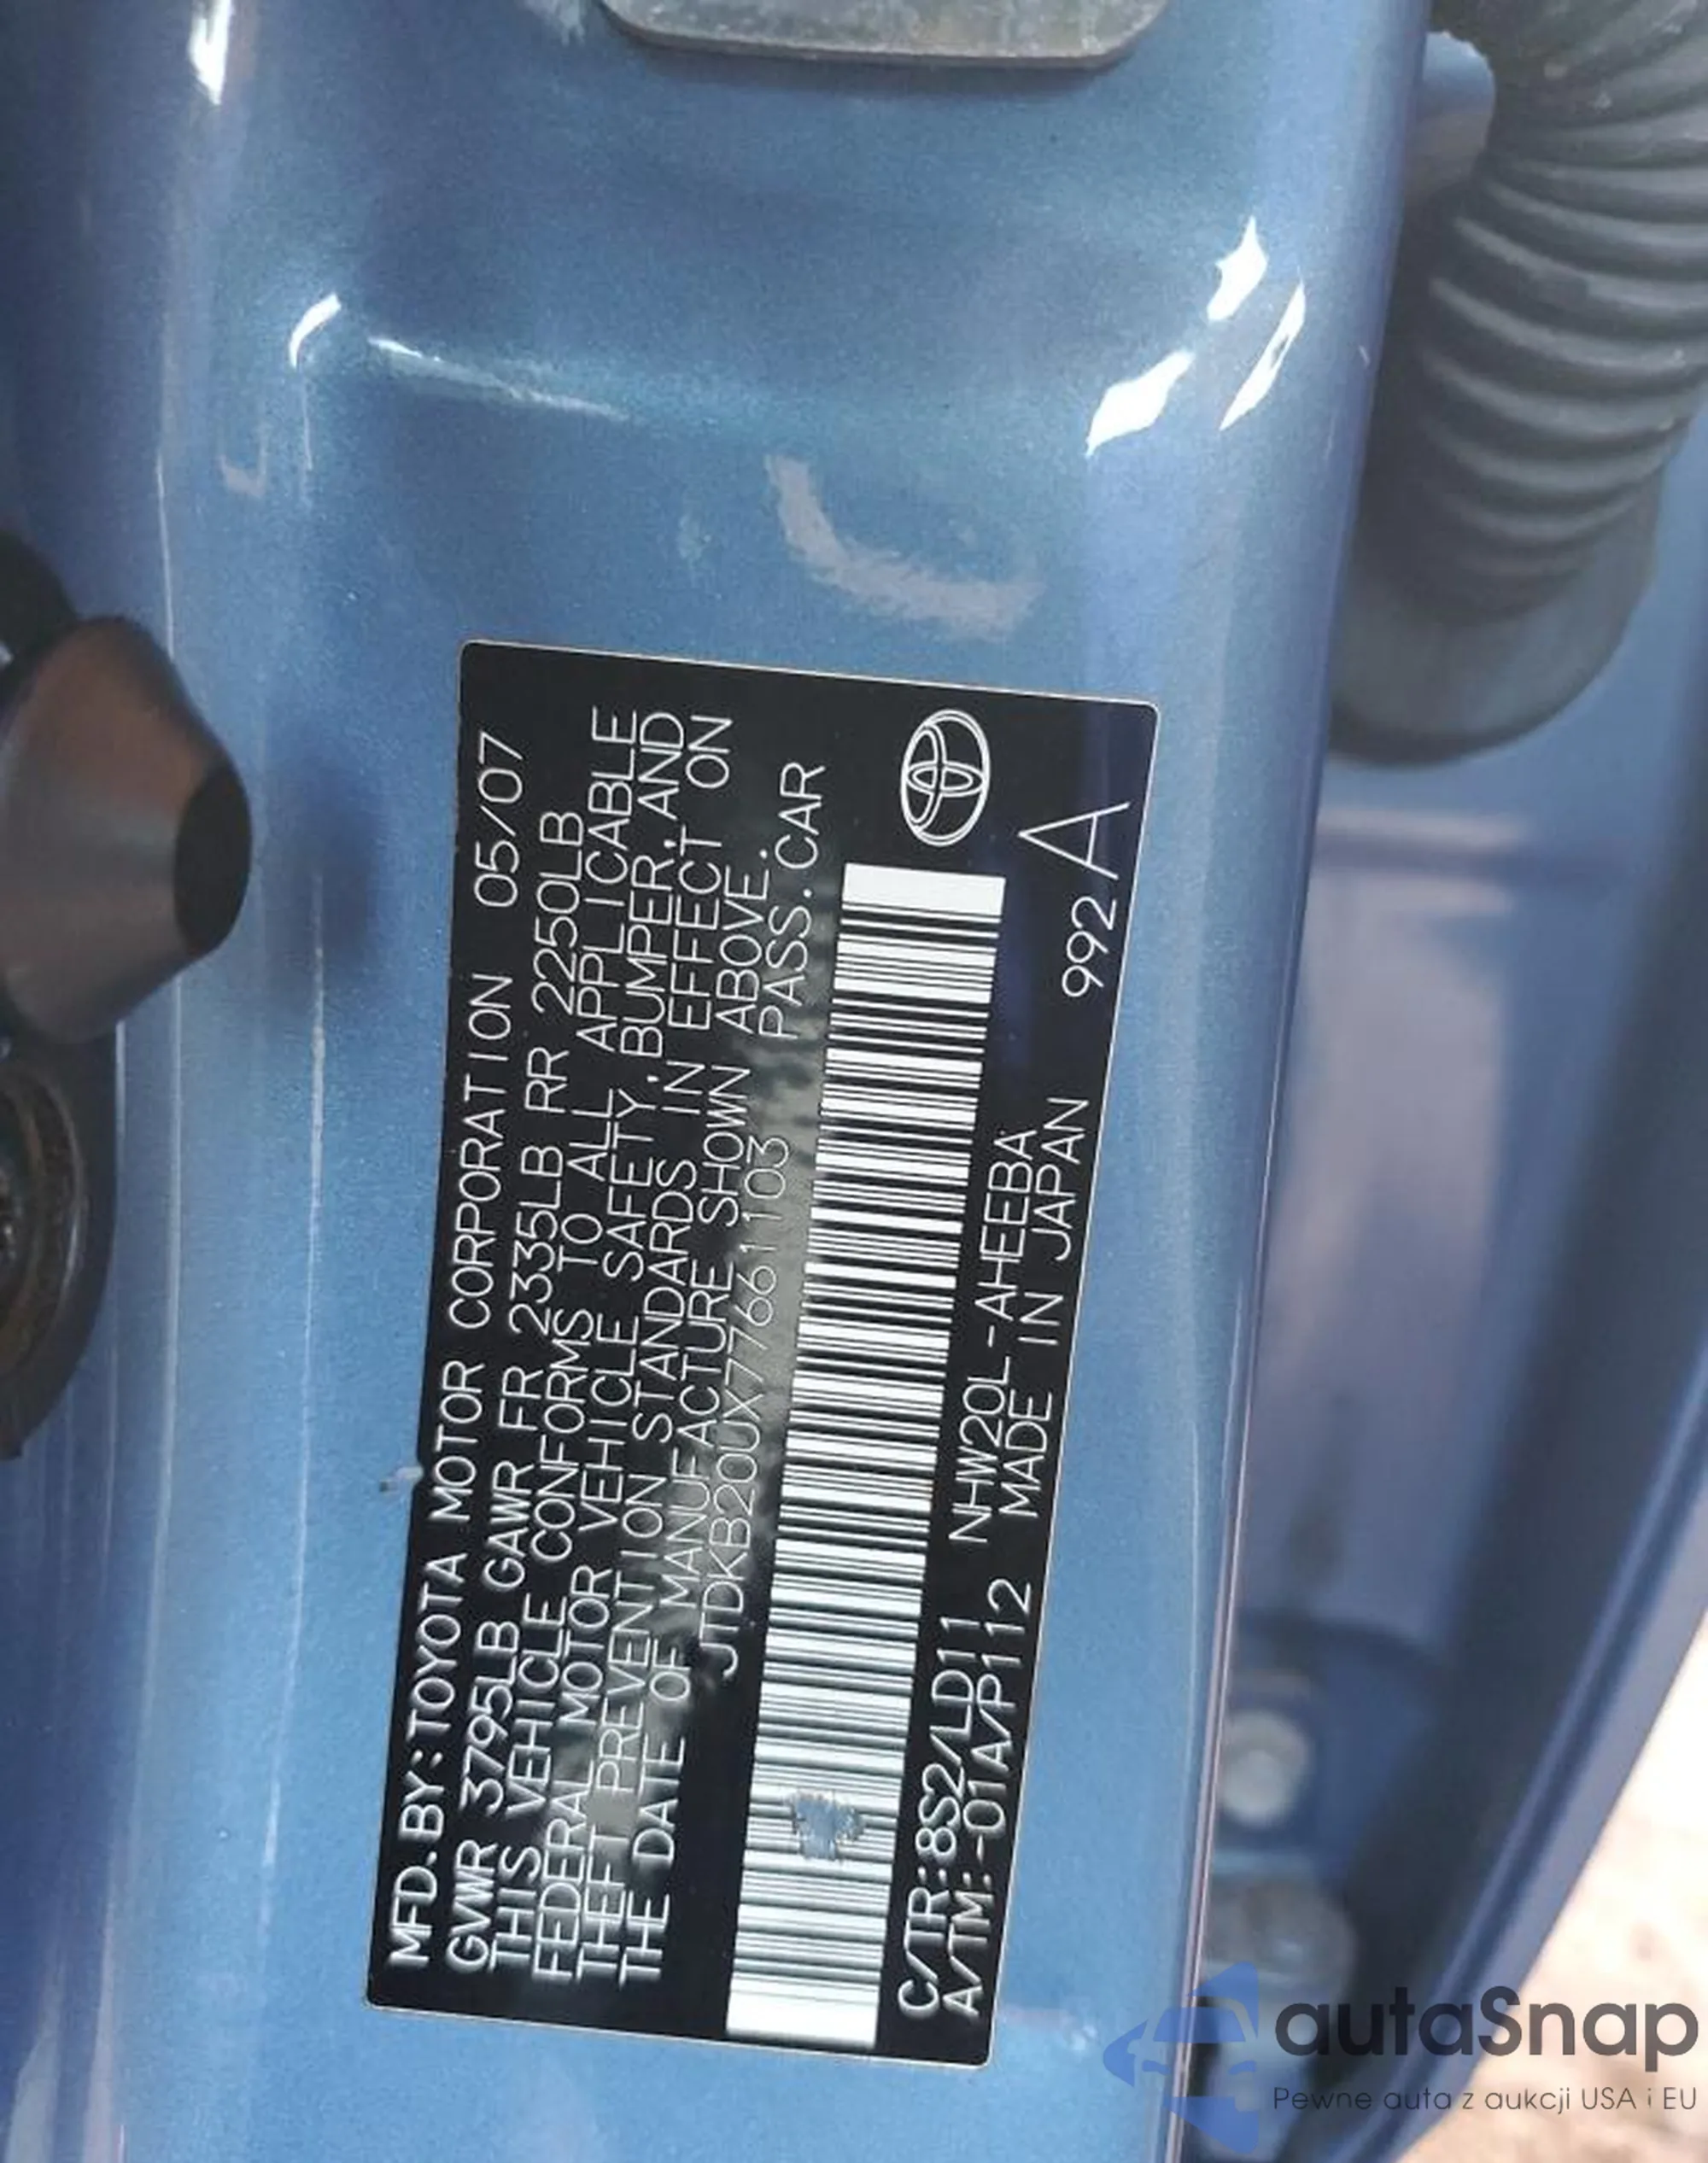 MFD.BY:TOYOTA MOTOR CORPORATION 05/07
GVWR 3795LB GAWR FR 2335LB RR 2250LB
THIS VEHICLE CONFORMS TO ALL APPLICABLE
FEDERAL MOTOR VEHICLE SAFETY, BUMPER, AND
THEFT PREVENTION STANDARDS IN EFFECT ON
THE DATE OF MANUFACTURE SHOWN ABOVE.
JTDKB20UX77661103 PASS.CAR
C/TR:8S2/LD11 NHW20L-AHEEBA
A/TM:-01A/P112 MADE IN JAPAN 992 A
autaSnap
Pewne auta z aukcji USA i EU